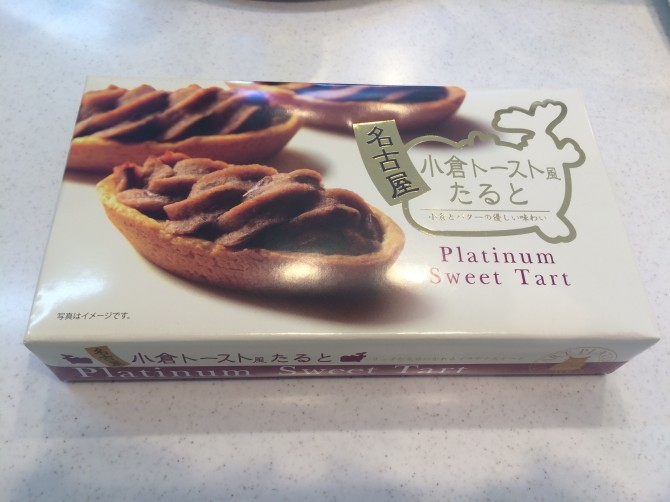 名古屋
小倉トースト風
たると
小倉とバターの優しい味わい
Platinum
Sweet Tart
写真はイメージです。
名古屋 小倉トースト風たると
Platinum Sweet Tart